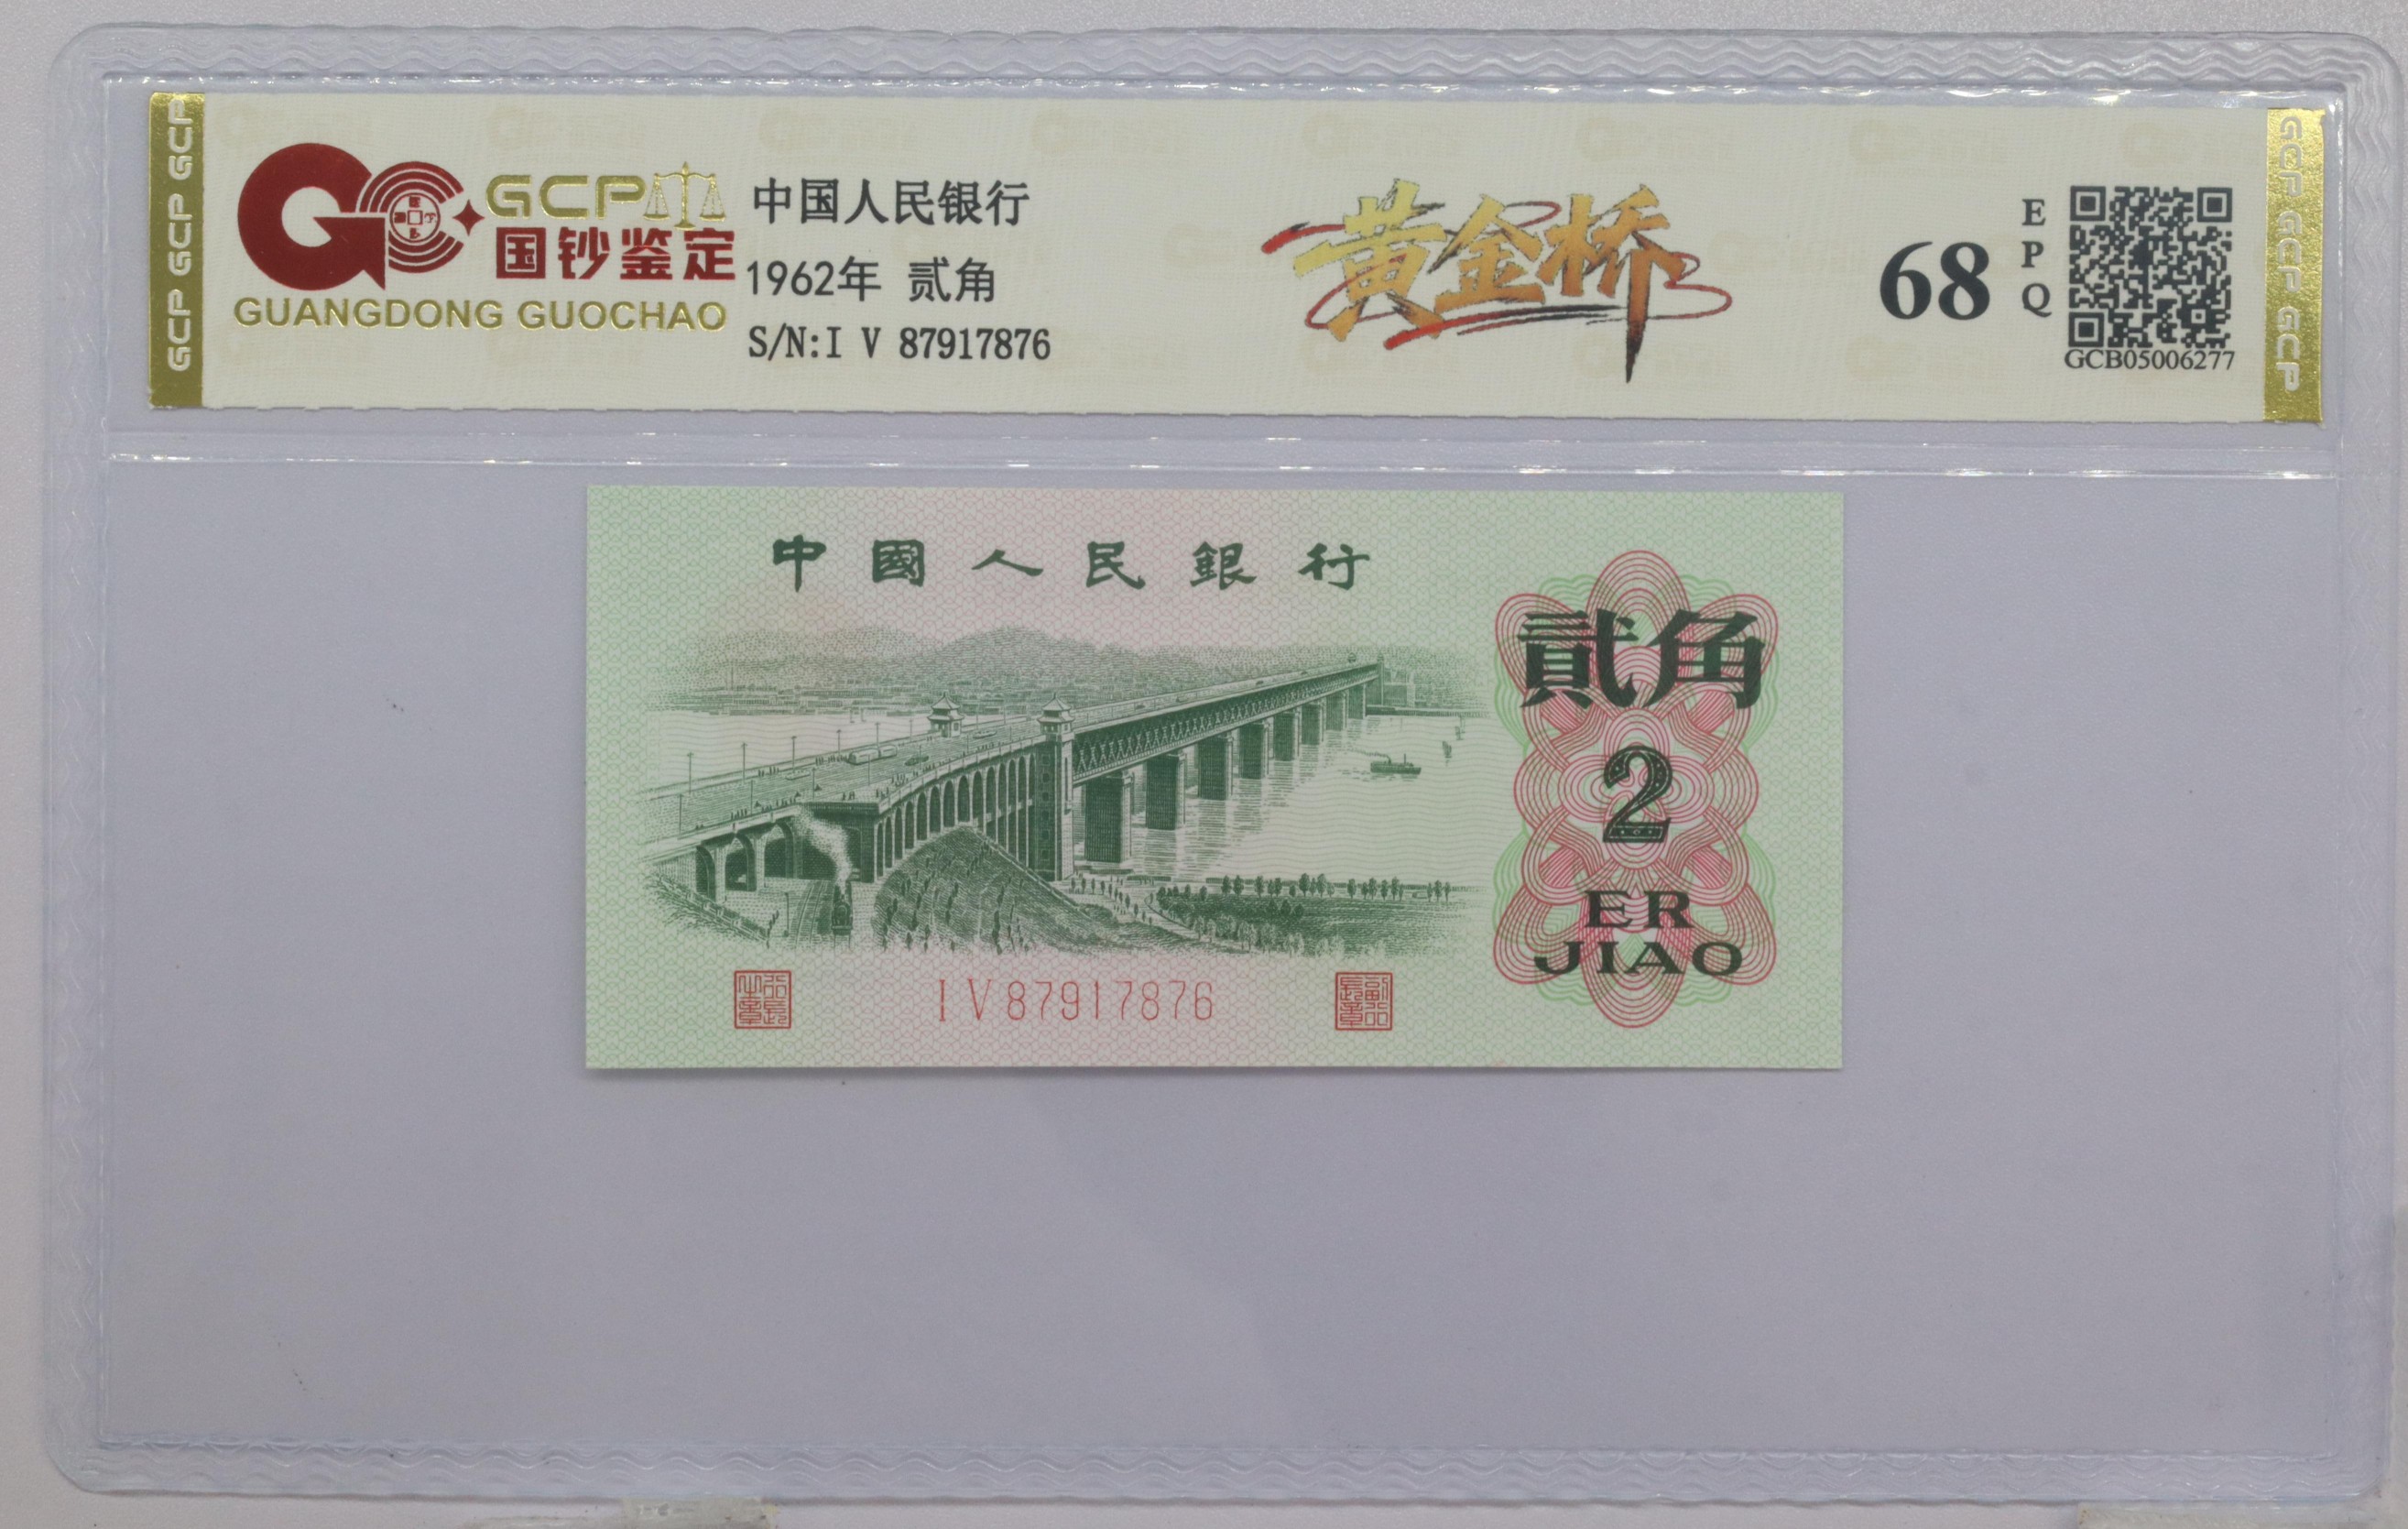 GCP GCP GCP
GCP
国钞鉴定
GUANGDONG GUOCHAO
中国人民银行
1962年 贰角
S/N:I V 87917876
黄金桥
68
EPQ
GCB05006277
GCP GCP GCP
中國人民銀行
貳角
2
ER
JIAO
I V 87917876